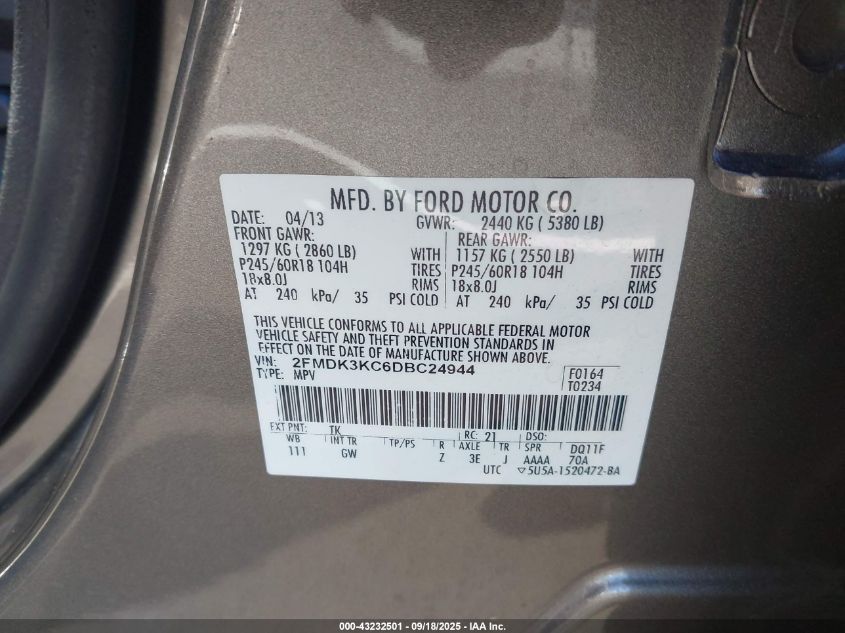 MFD. BY FORD MOTOR CO.
DATE: 04/13 GVWR: 2440 KG ( 5380 LB)
FRONT GAWR: REAR GAWR:
1297 KG ( 2860 LB) WITH 1157 KG ( 2550 LB) WITH
P245/60R18 104H TIRES P245/60R18 104H TIRES
18x8.0J RIMS 18x8.0J RIMS
AT 240 kPa/ 35 PSI COLD AT 240 kPa/ 35 PSI COLD
THIS VEHICLE CONFORMS TO ALL APPLICABLE FEDERAL MOTOR
VEHICLE SAFETY AND THEFT PREVENTION STANDARDS IN
EFFECT ON THE DATE OF MANUFACTURE SHOWN ABOVE.
VIN: 2FMDK3KC6DBC24944 F0164
TYPE: MPV T0234
EXT PNT: TK RC: 21 DSO:
WB INT TR TP/PS R AXLE TR SPR DQ11F
111 GW Z 3E J AAAA 70A
UTC ▽5U5A-1520472-BA
000-43232501 - 09/18/2025 - IAA Inc.